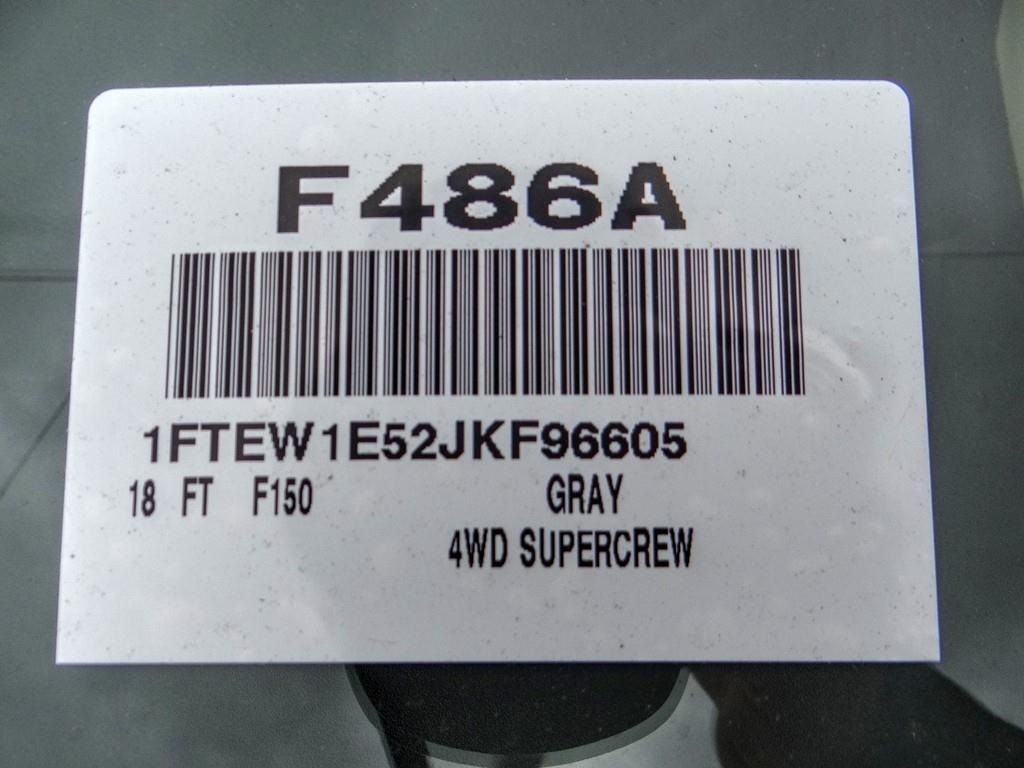 F486A
1FTEW1E52JKF96605
18 FT F150 GRAY
4WD SUPERCREW